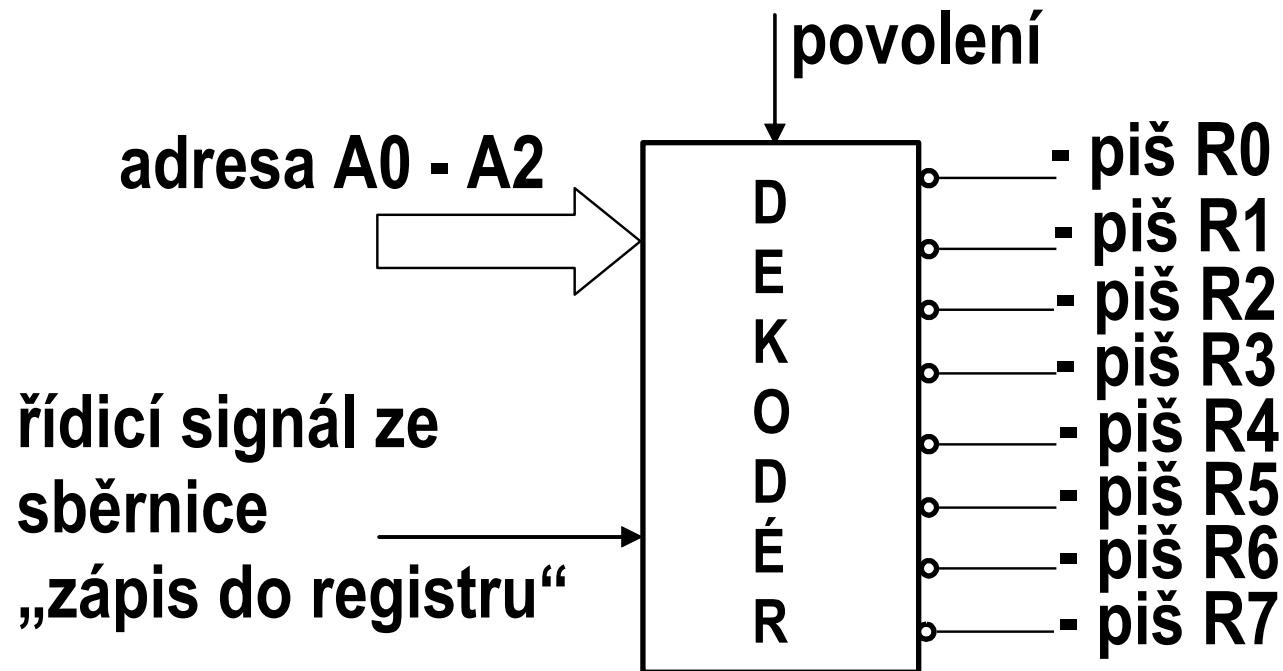 povolení
adresa A0 - A2
řídicí signál ze
sběrnice
„zápis do registru“
D
E
K
O
D
É
R
- piš R0
- piš R1
- piš R2
- piš R3
- piš R4
- piš R5
- piš R6
- piš R7